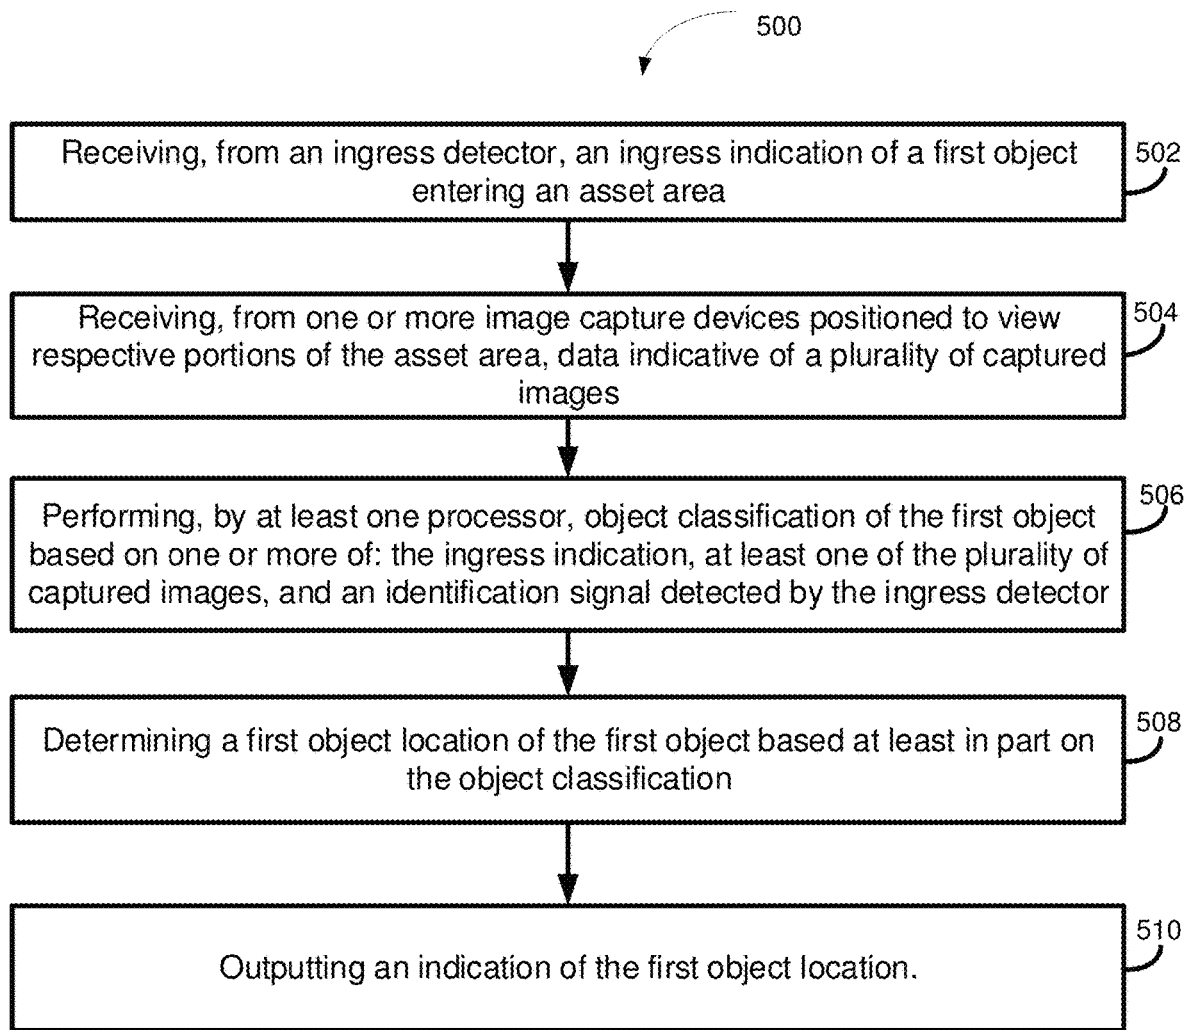 500
Receiving, from an ingress detector, an ingress indication of a first object
entering an asset area
502
Receiving, from one or more image capture devices positioned to view
respective portions of the asset area, data indicative of a plurality of captured
images
504
Performing, by at least one processor, object classification of the first object
based on one or more of: the ingress indication, at least one of the plurality of
captured images, and an identification signal detected by the ingress detector
506
Determining a first object location of the first object based at least in part on
the object classification
508
Outputting an indication of the first object location.
510